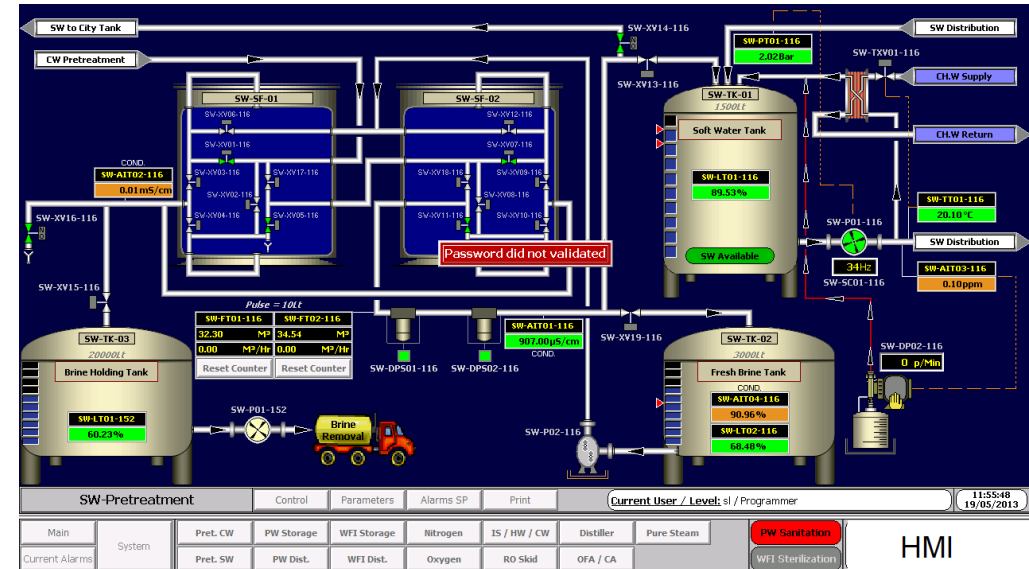 SW to City Tank
SW-XV14-116
SW-PT01-116
2.02Bar
SW Distribution
CW Pretreatment
SW-TXV01-116
CH.W Supply
SW-XV13-116
SW-SF-01
SW-SF-02
SW-TK-01
1500Lt
SW-XV06-116
SW-XV12-116
Soft Water Tank
CH.W Return
SW-XV01-116
SW-XV07-116
COND.
SW-AIT02-116
0.01mS/cm
SW-XV03-116
SW-XV17-116
SW-XV18-116
SW-XV09-116
SW-LT01-116
89.53%
SW-XV02-116
SW-XV08-116
SW-TT01-116
20.10 °C
SW-XV16-116
SW-XV04-116
SW-XV05-116
SW-XV11-116
SW-XV10-116
SW-P01-116
SW Distribution
Password did not validated
SW Available
34Hz
SW-SC01-116
SW-AIT03-116
0.10ppm
SW-XV15-116
Pulse = 10Lt
SW-FT01-116
SW-FT02-116
32.30 M³
34.54 M³
0.00 M³/Hr
0.00 M³/Hr
Reset Counter
Reset Counter
SW-AIT01-116
907.00µS/cm
COND.
SW-XV19-116
SW-TK-03
20000Lt
Brine Holding Tank
SW-TK-02
3000Lt
Fresh Brine Tank
SW-DPS01-116
SW-DPS02-116
SW-DP02-116
0 p/Min
COND.
SW-AIT04-116
90.96%
SW-LT01-152
60.23%
SW-P01-152
Brine
Removal
SW-P02-116
SW-LT02-116
68.48%
SW-Pretreatment
Control
Parameters
Alarms SP
Print
Current User / Level: sl / Programmer
11:55:48
19/05/2013
Main
System
Pret. CW
PW Storage
WFI Storage
Nitrogen
IS / HW / CW
Distiller
Pure Steam
PW Sanitation
HMI
Current Alarms
Pret. SW
PW Dist.
WFI Dist.
Oxygen
RO Skid
OFA / CA
WFI Sterilization